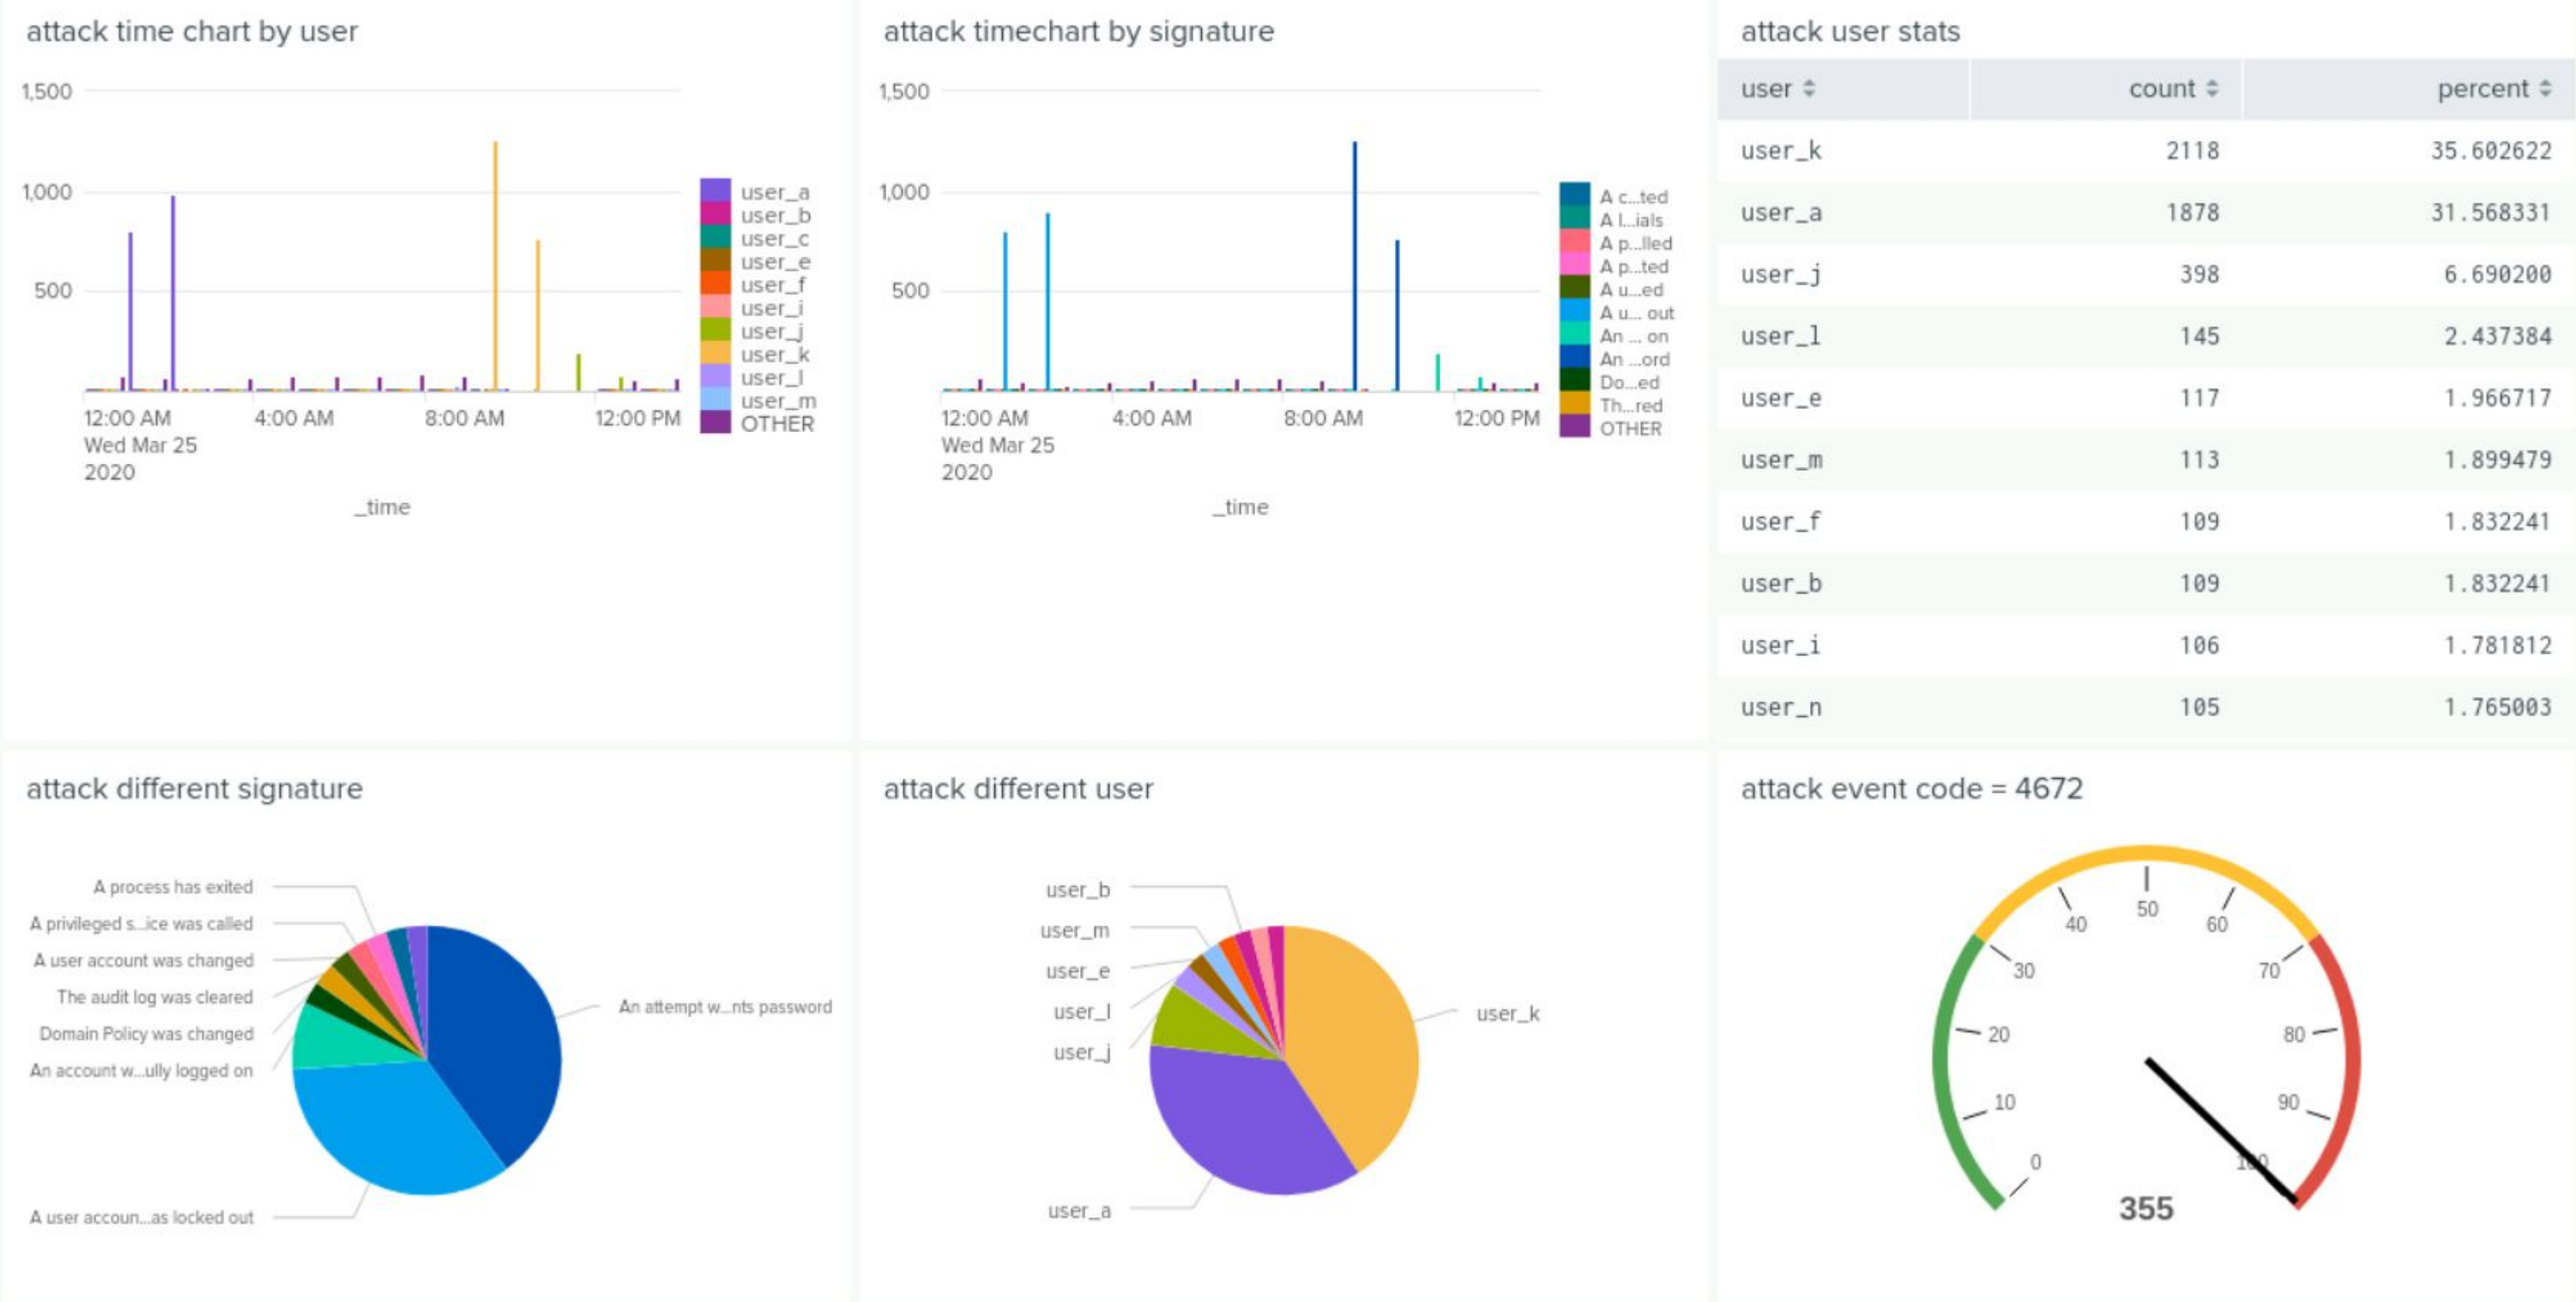 attack time chart by user
1,500
1,000
500
12:00 AM
Wed Mar 25
2020
4:00 AM
8:00 AM
12:00 PM
_time
user_a
user_b
user_c
user_e
user_f
user_i
user_j
user_k
user_l
user_m
OTHER
attack timechart by signature
1,500
1,000
500
12:00 AM
Wed Mar 25
2020
4:00 AM
8:00 AM
12:00 PM
_time
A c...ted
A l...ials
A p...lled
A p...ted
A u...ed
A u... out
An ... on
An ...ord
Do...ed
Th...red
OTHER
attack user stats
user count percent
user_k 2118 35.602622
user_a 1878 31.568331
user_j 398 6.690200
user_l 145 2.437384
user_e 117 1.966717
user_m 113 1.899479
user_f 109 1.832241
user_b 109 1.832241
user_i 106 1.781812
user_n 105 1.765003
attack different signature
A process has exited
A privileged s...ice was called
A user account was changed
The audit log was cleared
Domain Policy was changed
An account w...ully logged on
A user accoun...as locked out
An attempt w...nts password
attack different user
user_b
user_m
user_e
user_l
user_j
user_a
user_k
attack event code = 4672
0
10
20
30
40
50
60
70
80
90
100
355